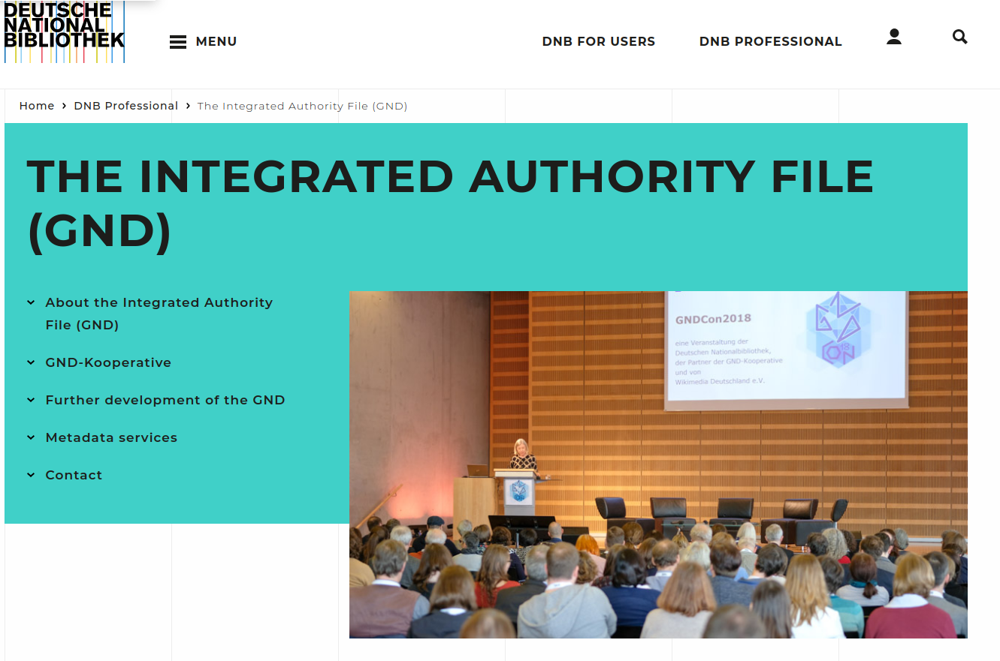 DEUTSCHE
NATIONAL
BIBLIOTHEK
MENU
DNB FOR USERS
DNB PROFESSIONAL
Home › DNB Professional › The Integrated Authority File (GND)
THE INTEGRATED AUTHORITY FILE
(GND)
About the Integrated Authority
File (GND)
GND-Kooperative
Further development of the GND
Metadata services
Contact
GNDCon2018
eine Veranstaltung der
Deutschen Nationalbibliothek,
der Partner der GND-Kooperative
und von
Wikimedia Deutschland e.V.
18
CON